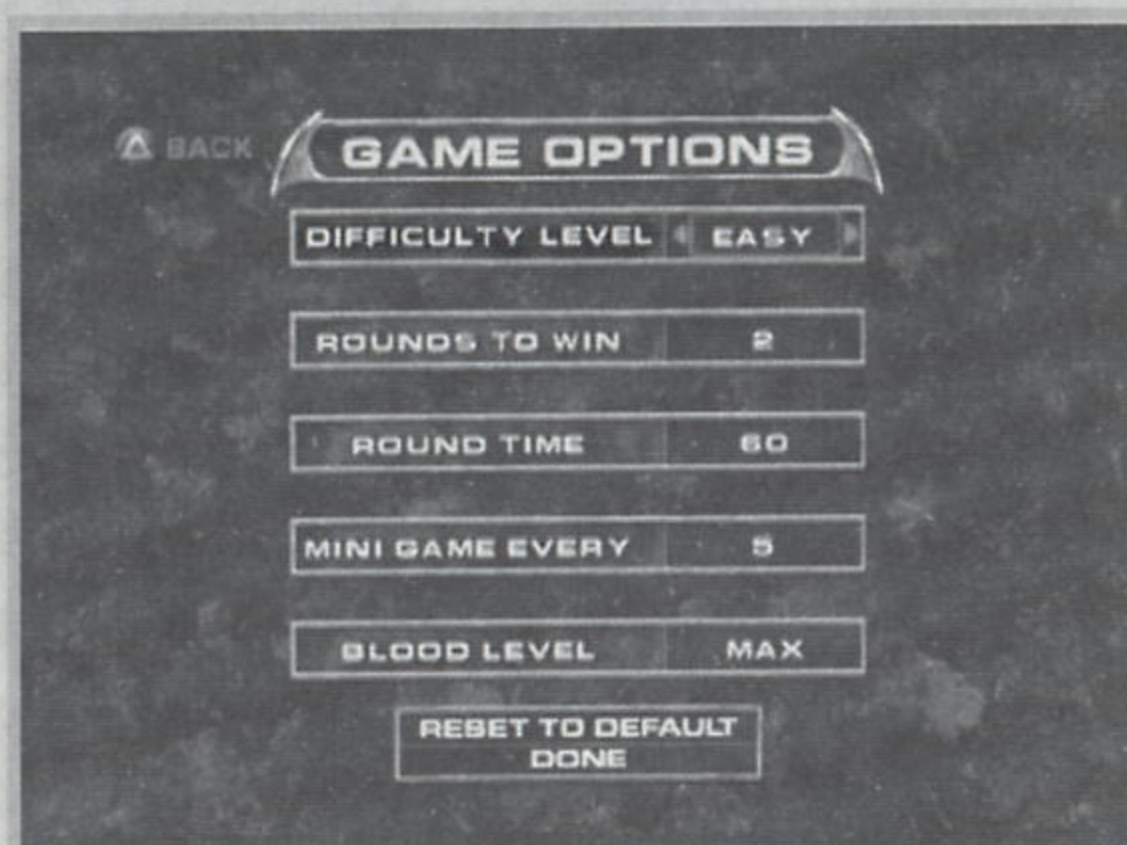 BACK
GAME OPTIONS
DIFFICULTY LEVEL EASY
ROUNDS TO WIN 2
ROUND TIME 60
MINI GAME EVERY 5
BLOOD LEVEL MAX
RESET TO DEFAULT
DONE